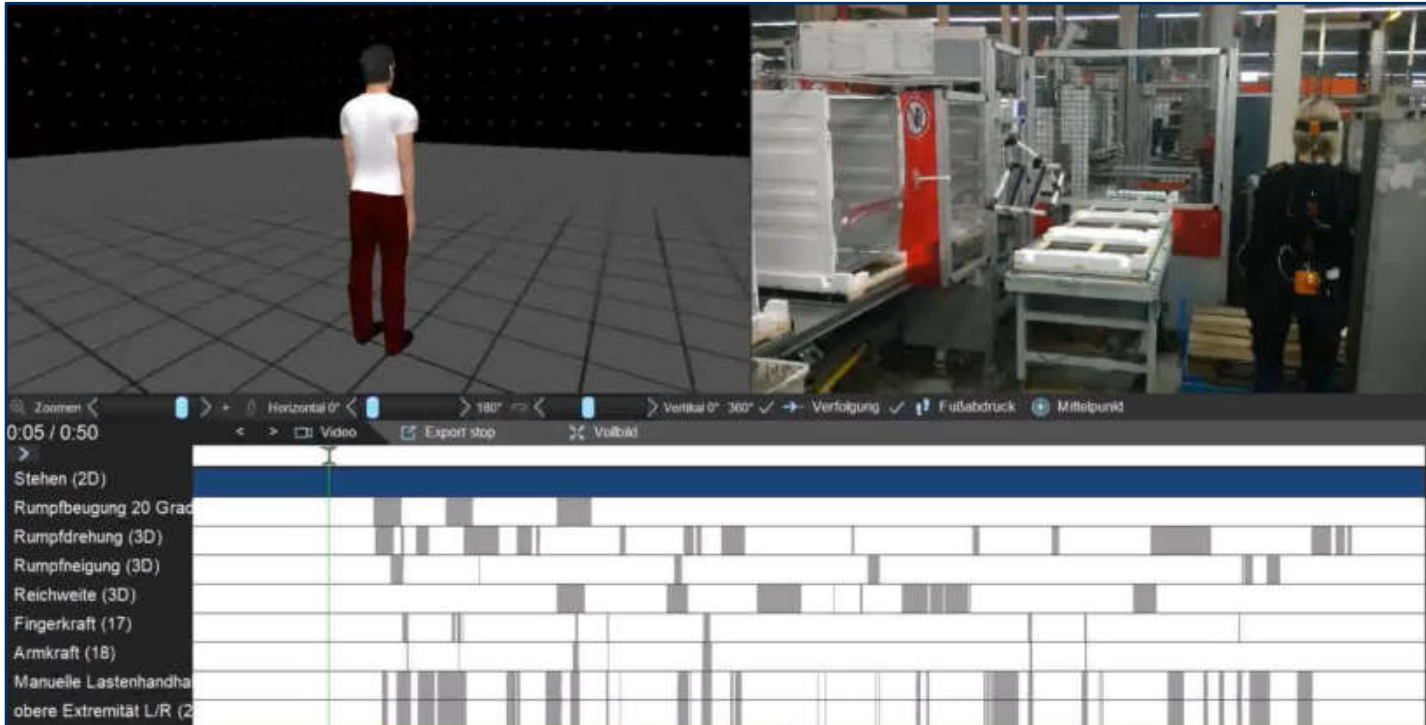 Zoomen
Horizontal 0°
180°
Vertikal 0° 360°
Verfolgung
Fußabdruck
Mittelpunkt
0:05 / 0:50
< > Video
Export stop
Vollbild
Stehen (2D)
Rumpfbeugung 20 Grad
Rumpfdrehung (3D)
Rumpfneigung (3D)
Reichweite (3D)
Fingerkraft (17)
Armkraft (18)
Manuelle Lastenhandha
obere Extremität L/R (2